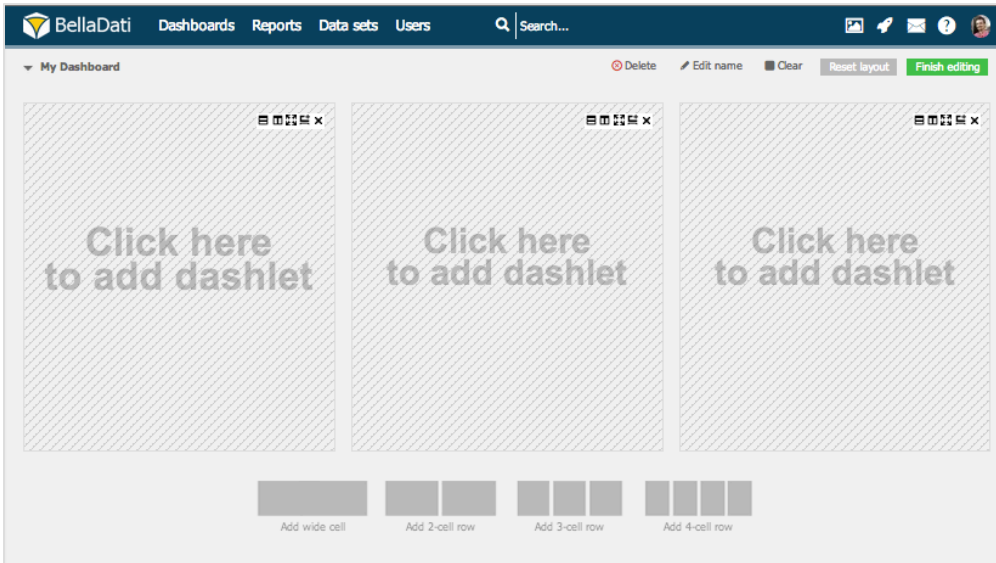 BellaDati Dashboards Reports Data sets Users Search...
My Dashboard Delete Edit name Clear Reset layout Finish editing
Click here
to add dashlet
Click here
to add dashlet
Click here
to add dashlet
Add wide cell Add 2-cell row Add 3-cell row Add 4-cell row